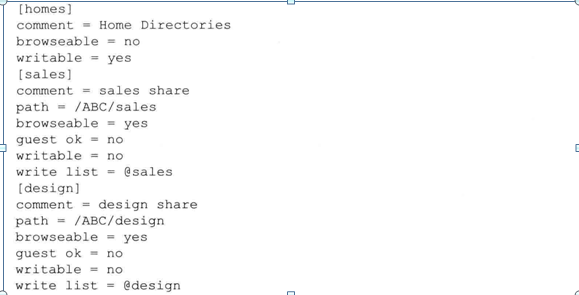 [homes]
comment = Home Directories
browseable = no
writable = yes
[sales]
comment = sales share
path = /ABC/sales
browseable = yes
guest ok = no
writable = no
write list = @sales
[design]
comment = design share
path = /ABC/design
browseable = yes
guest ok = no
writable = no
write list = @design